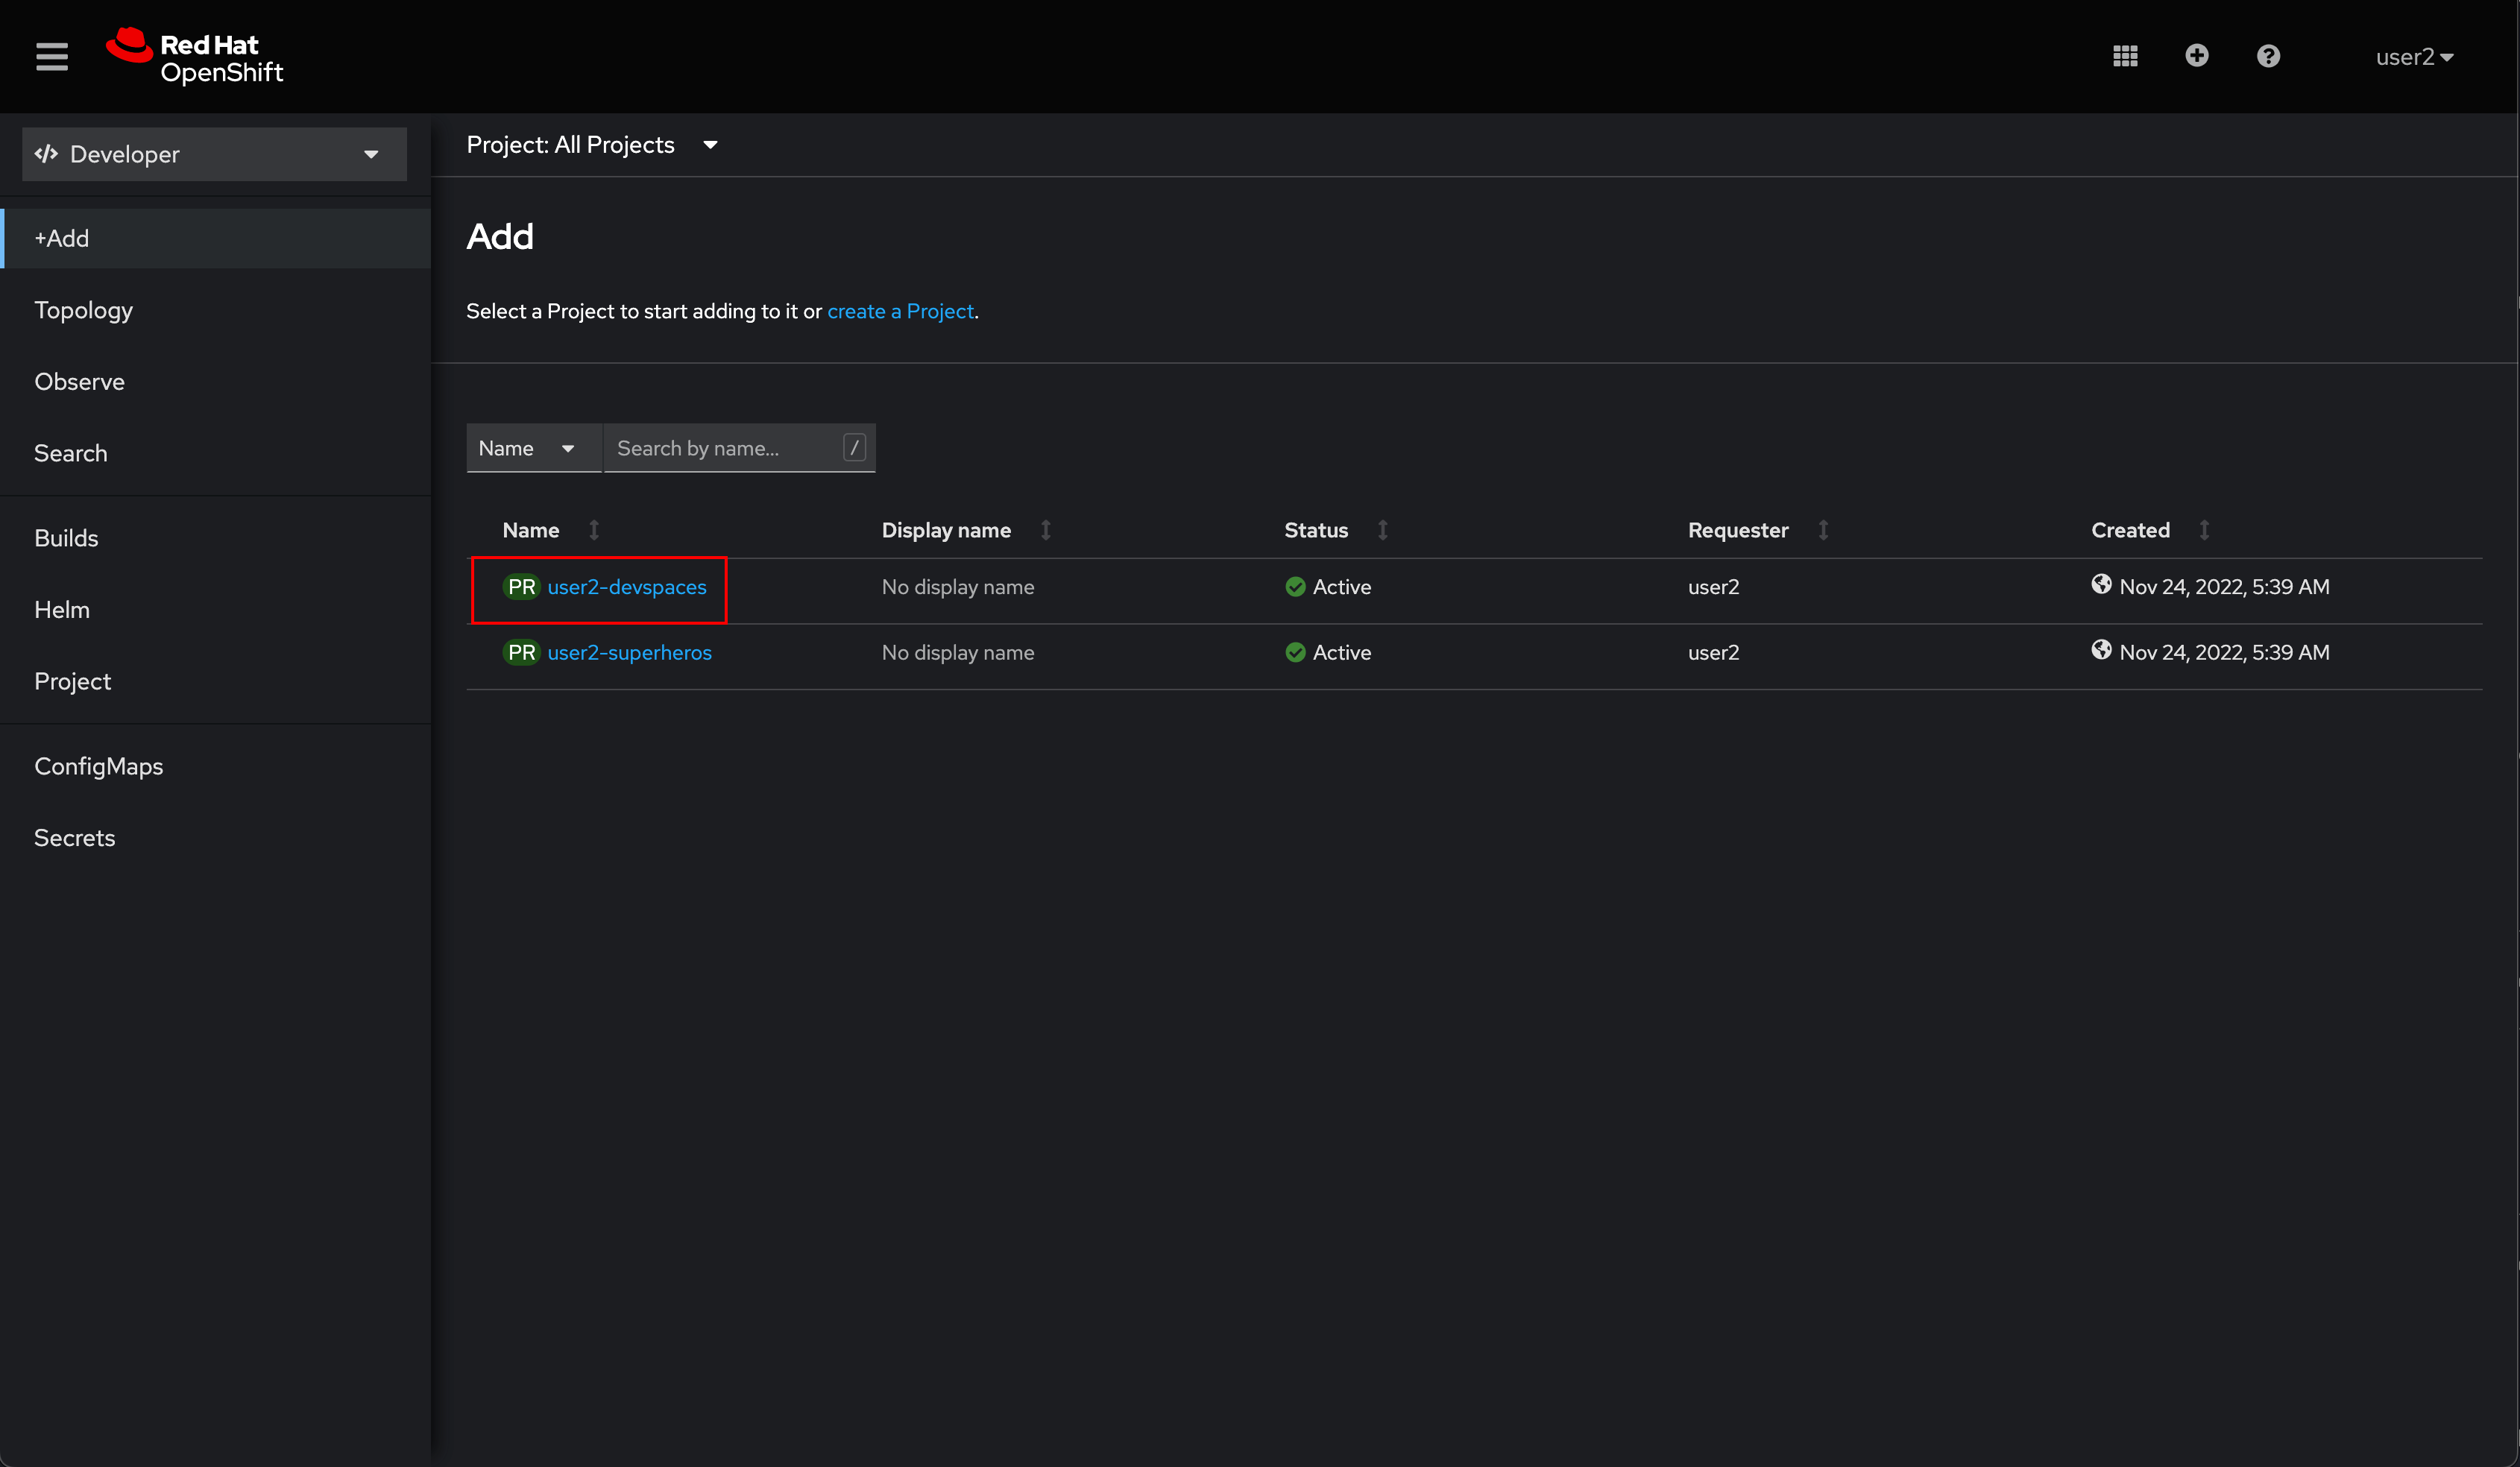 Red Hat
OpenShift
user2
</> Developer
+Add
Topology
Observe
Search
Builds
Helm
Project
ConfigMaps
Secrets
Project: All Projects
Add
Select a Project to start adding to it or create a Project.
Name Search by name... /
Name Display name Status Requester Created
PR user2-devspaces No display name Active user2 Nov 24, 2022, 5:39 AM
PR user2-superheros No display name Active user2 Nov 24, 2022, 5:39 AM